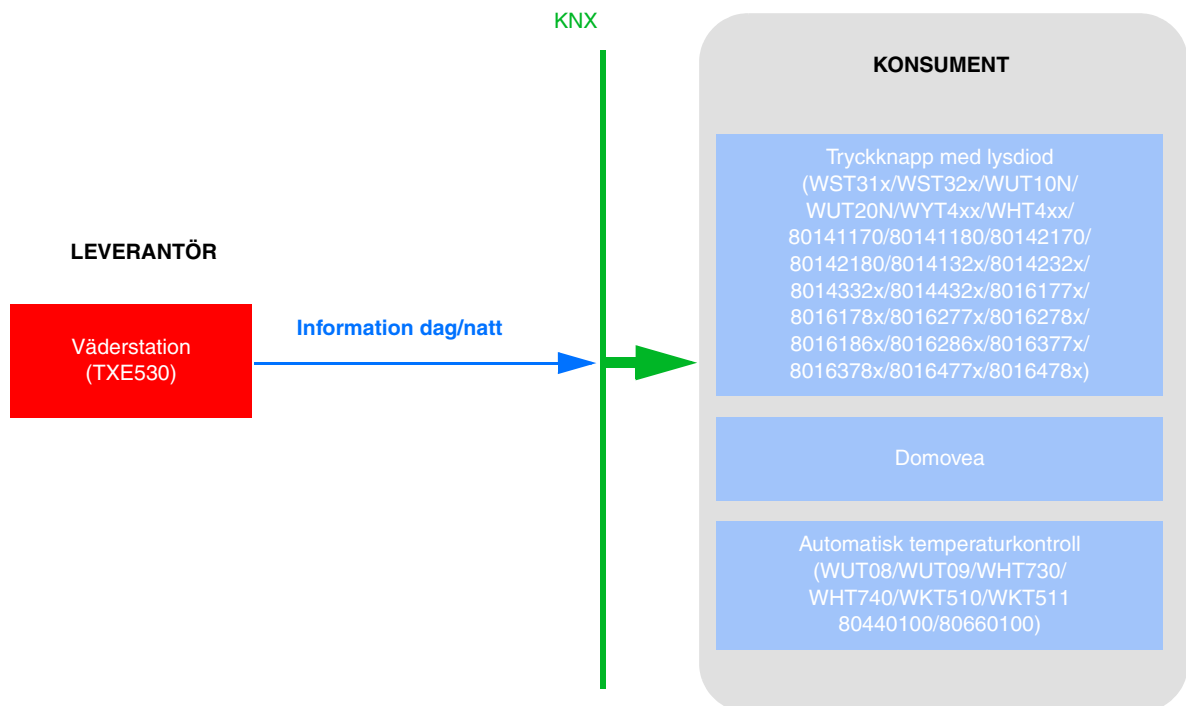 KNX
KONSUMENT
Tryckknapp med lysdiod
(WST31x/WST32x/WUT10N/
WUT20N/WYT4xx/WHT4xx/
80141170/80141180/80142170/
80142180/8014132x/8014232x/
8014332x/8014432x/8016177x/
8016178x/8016277x/8016278x/
8016186x/8016286x/8016377x/
8016378x/8016477x/8016478x)
LEVERANTÖR
Information dag/natt
Väderstation
(TXE530)
Domovea
Automatisk temperaturkontroll
(WUT08/WUT09/WHT730/
WHT740/WKT510/WKT511
80440100/80660100)